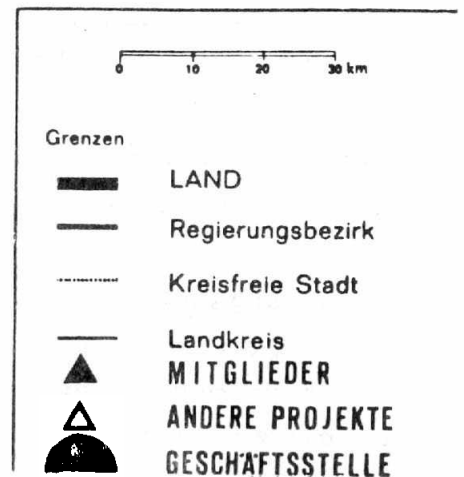 0 10 20 30 km
Grenzen
LAND
Regierungsbezirk
Kreisfreie Stadt
Landkreis
MITGLIEDER
ANDERE PROJEKTE
GESCHÄFTSSTELLE